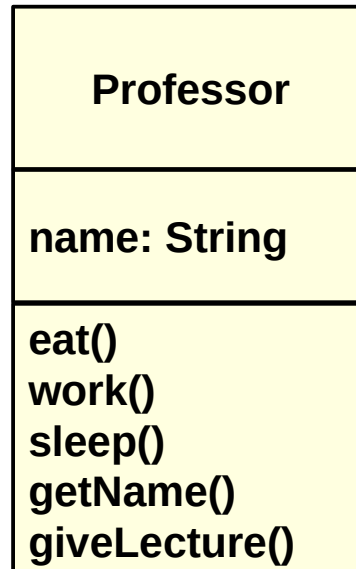 Professor
name: String
eat()
work()
sleep()
getName()
giveLecture()